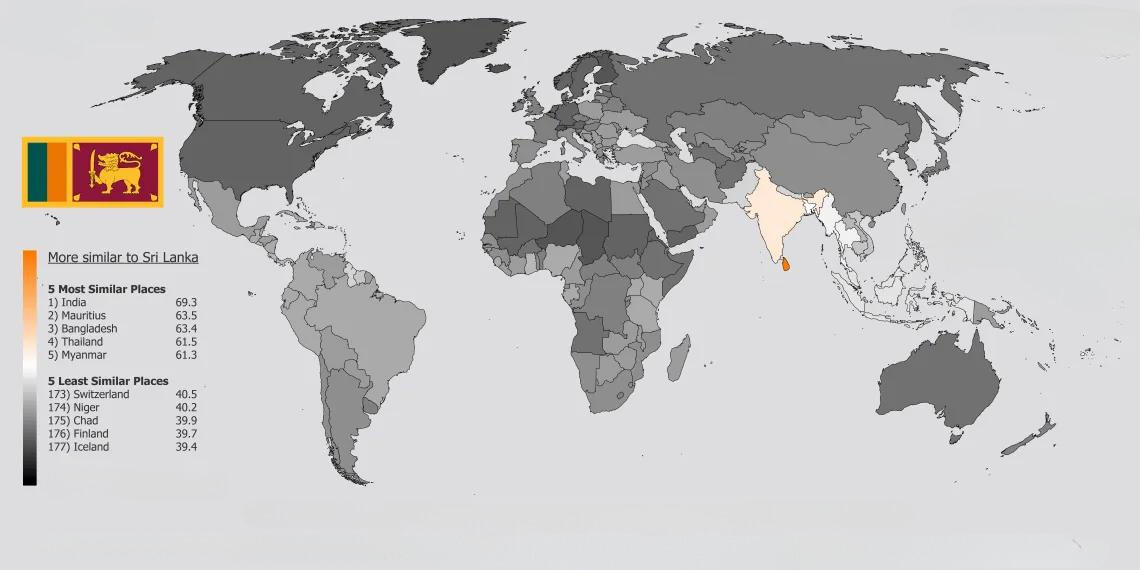 More similar to Sri Lanka
5 Most Similar Places
1) India 69.3
2) Mauritius 63.5
3) Bangladesh 63.4
4) Thailand 61.5
5) Myanmar 61.3
5 Least Similar Places
173) Switzerland 40.5
174) Niger 40.2
175) Chad 39.9
176) Finland 39.7
177) Iceland 39.4